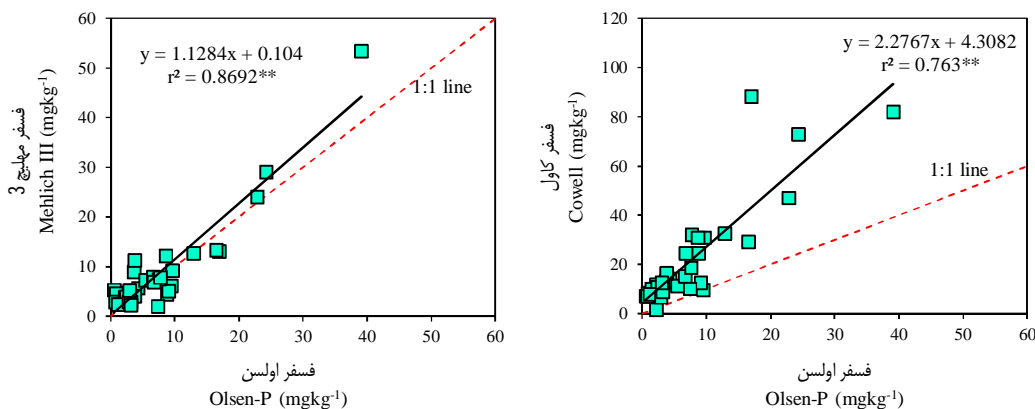 60
50
40
30
20
10
0
0 10 20 30 40 50 60
y = 1.1284x + 0.104
r² = 0.8692**
1:1 line
فسفر مهلیچ 3
Mehlich III (mgkg⁻¹)
فسفر اولسن
Olsen-P (mgkg⁻¹)
120
100
80
60
40
20
0
0 10 20 30 40 50 60
y = 2.2767x + 4.3082
r² = 0.763**
1:1 line
فسفر کاول
Cowell (mgkg⁻¹)
فسفر اولسن
Olsen-P (mgkg⁻¹)